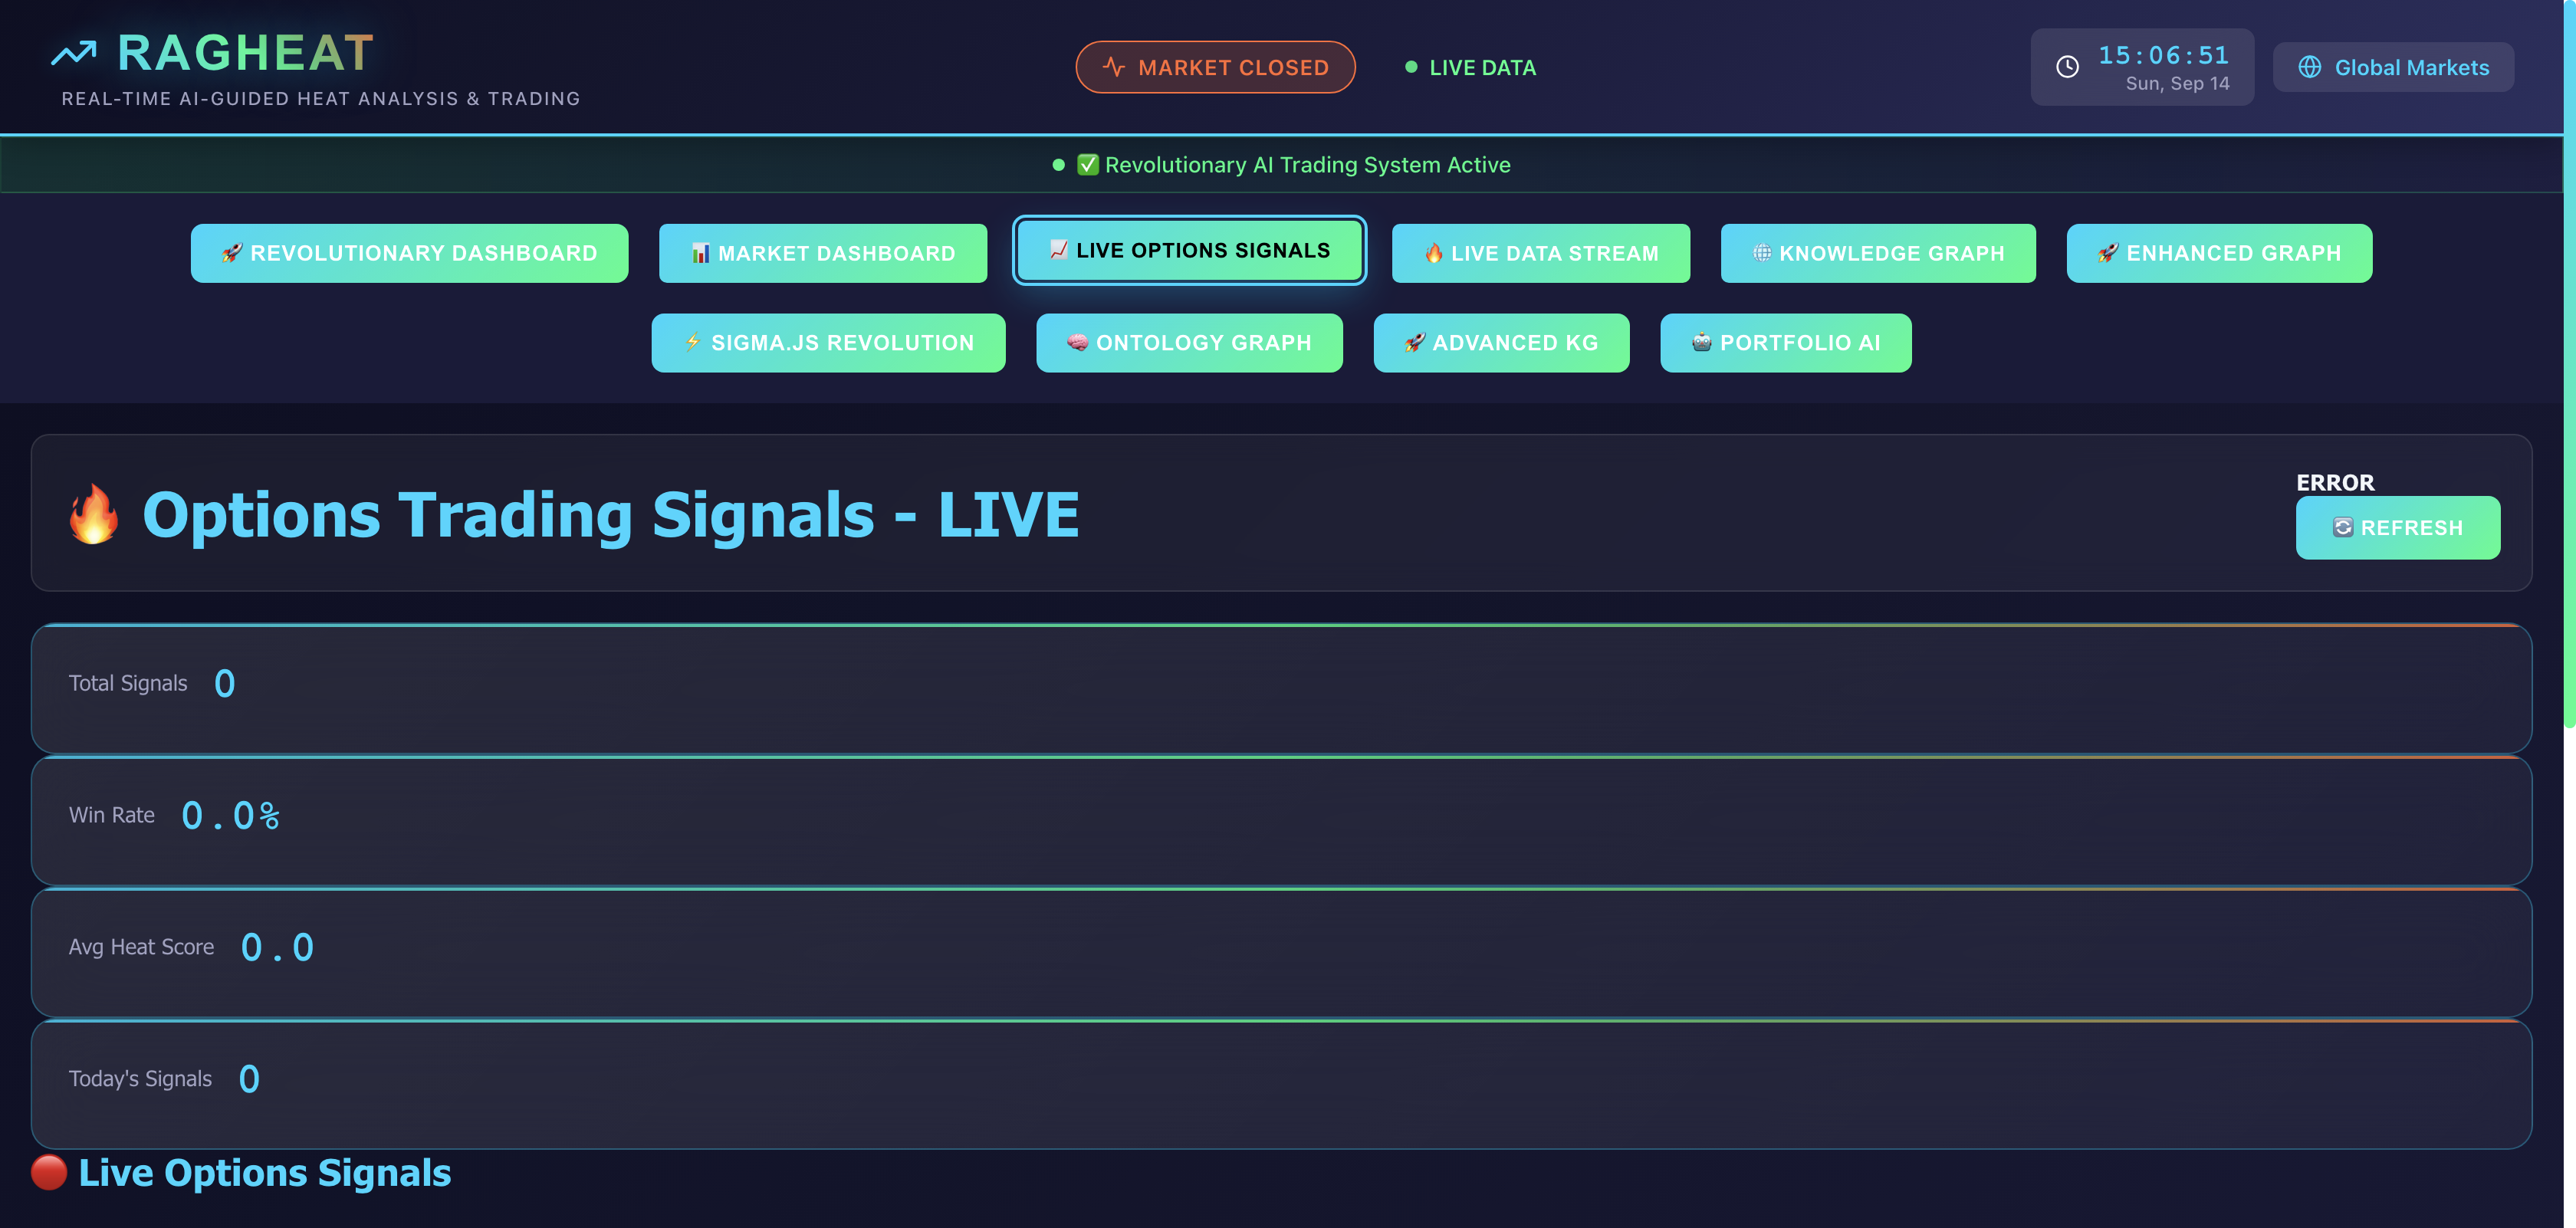 RAGHEAT
REAL-TIME AI-GUIDED HEAT ANALYSIS & TRADING
MARKET CLOSED
LIVE DATA
15:06:51
Sun, Sep 14
Global Markets
✅ Revolutionary AI Trading System Active
🚀 REVOLUTIONARY DASHBOARD
📊 MARKET DASHBOARD
📈 LIVE OPTIONS SIGNALS
🔥 LIVE DATA STREAM
🌐 KNOWLEDGE GRAPH
🚀 ENHANCED GRAPH
⚡ SIGMA.JS REVOLUTION
🧠 ONTOLOGY GRAPH
🚀 ADVANCED KG
🤖 PORTFOLIO AI
🔥 Options Trading Signals - LIVE
ERROR
🔄 REFRESH
Total Signals 0
Win Rate 0.0%
Avg Heat Score 0.0
Today's Signals 0
🔴 Live Options Signals